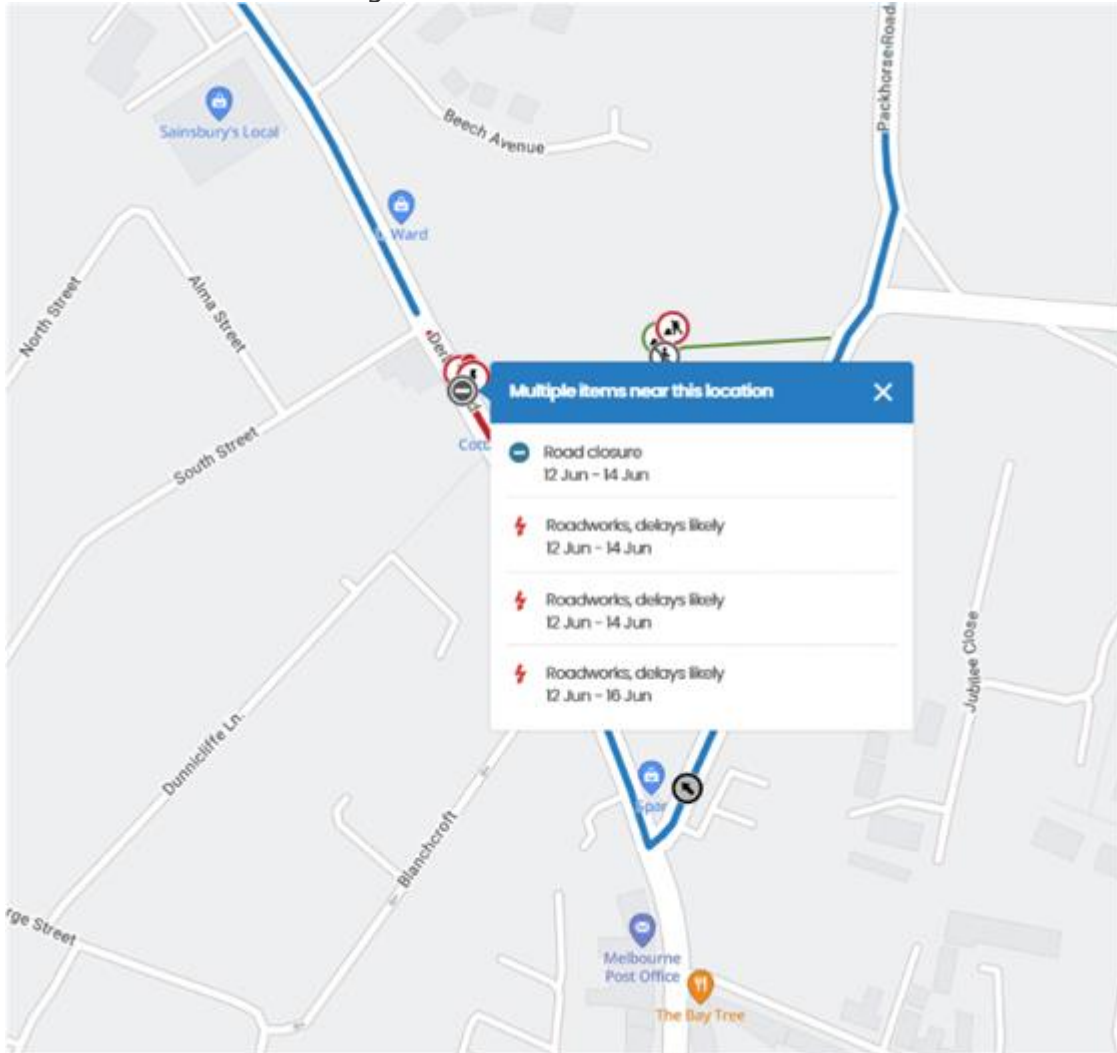 Packhorse Road
Sainsbury's Local
Beech Avenue
Ward
North Street
Alma Street
South Street
Multiple items near this location
Road closure
12 Jun - 14 Jun
Roadworks, delays likely
12 Jun - 14 Jun
Roadworks, delays likely
12 Jun - 14 Jun
Roadworks, delays likely
12 Jun - 16 Jun
Jubilee Close
Dunnicliffe Ln.
Spar
Blanchcroft
rge Street
Melbourne
Post Office
The Bay Tree